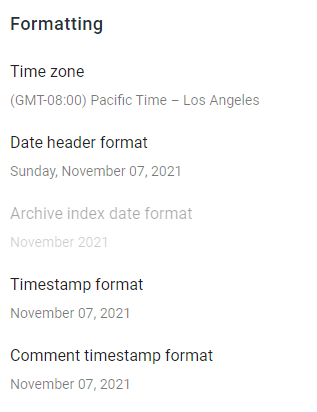 Formatting
Time zone
(GMT-08:00) Pacific Time – Los Angeles
Date header format
Sunday, November 07, 2021
Archive index date format
November 2021
Timestamp format
November 07, 2021
Comment timestamp format
November 07, 2021